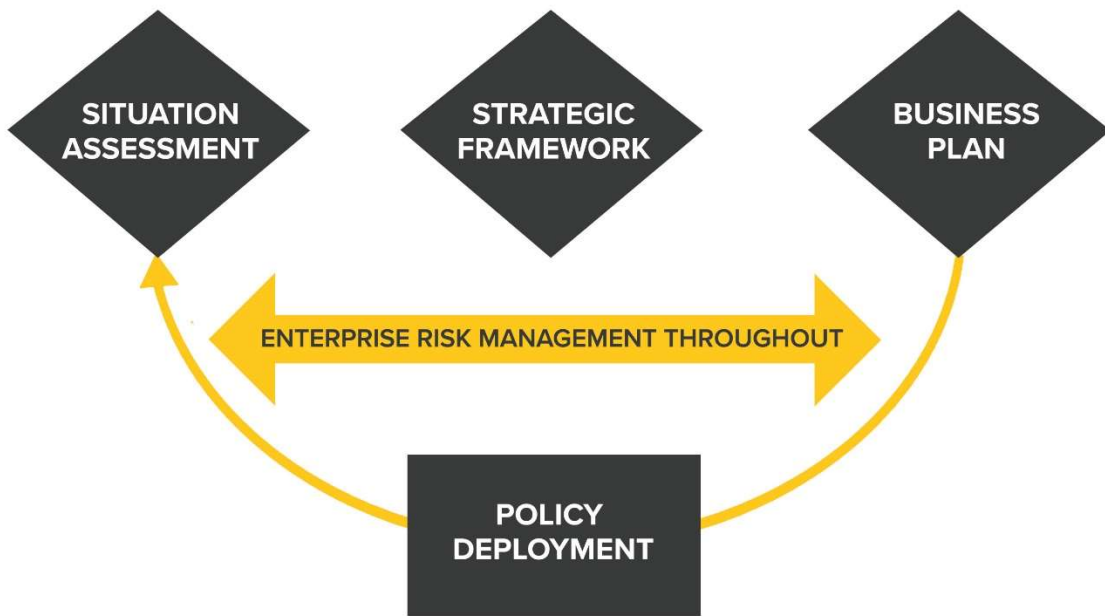 SITUATION
ASSESSMENT
STRATEGIC
FRAMEWORK
BUSINESS
PLAN
ENTERPRISE RISK MANAGEMENT THROUGHOUT
POLICY
DEPLOYMENT